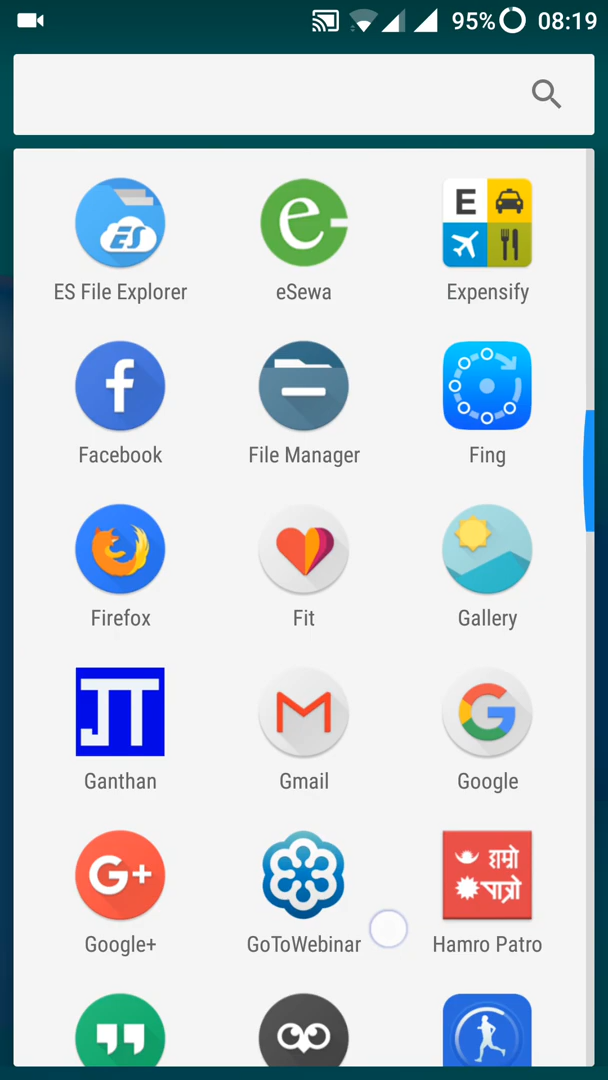 95% 08:19
ES
e
E
ES File Explorer eSewa Expensify
f
Facebook File Manager Fing
Firefox Fit Gallery
JT
M
G
Ganthan Gmail Google
G+
हाम्रो
पात्रो
Google+ GoToWebinar Hamro Patro